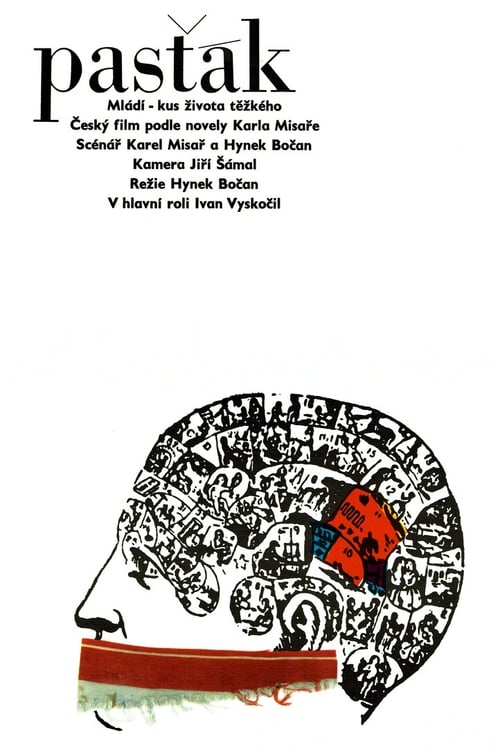 pasťák
Mládí - kus života těžkého
Český film podle novely Karla Misaře
Scénář Karel Misař a Hynek Bočan
Kamera Jiří Šámal
Režie Hynek Bočan
V hlavní roli Ivan Vyskočil